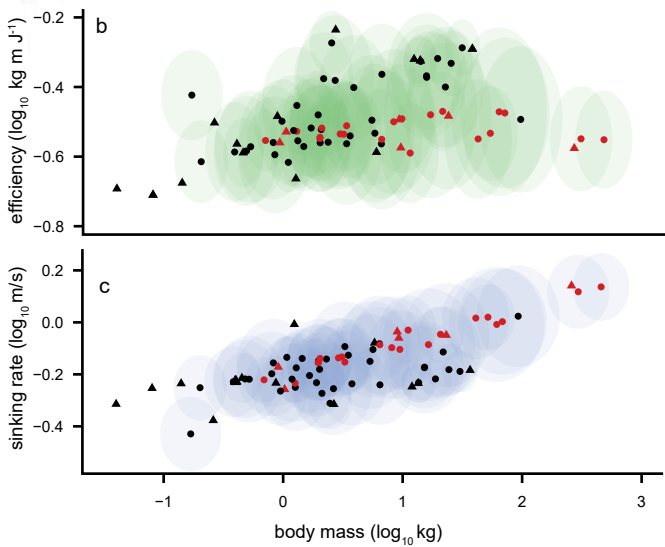 b
efficiency (log10 kg m J-1)
−0.2
−0.4
−0.6
−0.8
c
sinking rate (log10 m/s)
0.2
0.0
−0.2
−0.4
−1
0
1
2
3
body mass (log10 kg)